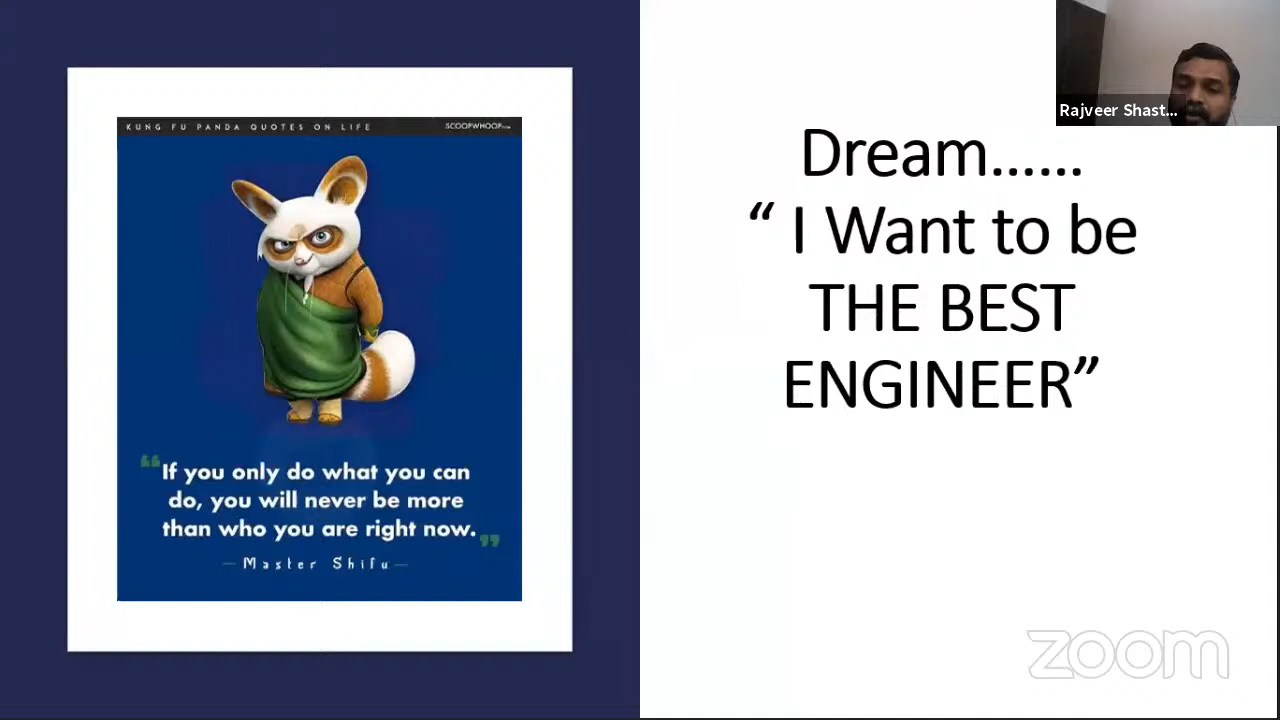 KUNG FU PANDA QUOTES ON LIFE
SCOOPWHOOP.com
“If you only do what you can
do, you will never be more
than who you are right now.”
—Master Shifu—
Rajveer Shast...
Dream......
“ I Want to be
THE BEST
ENGINEER”
zoom